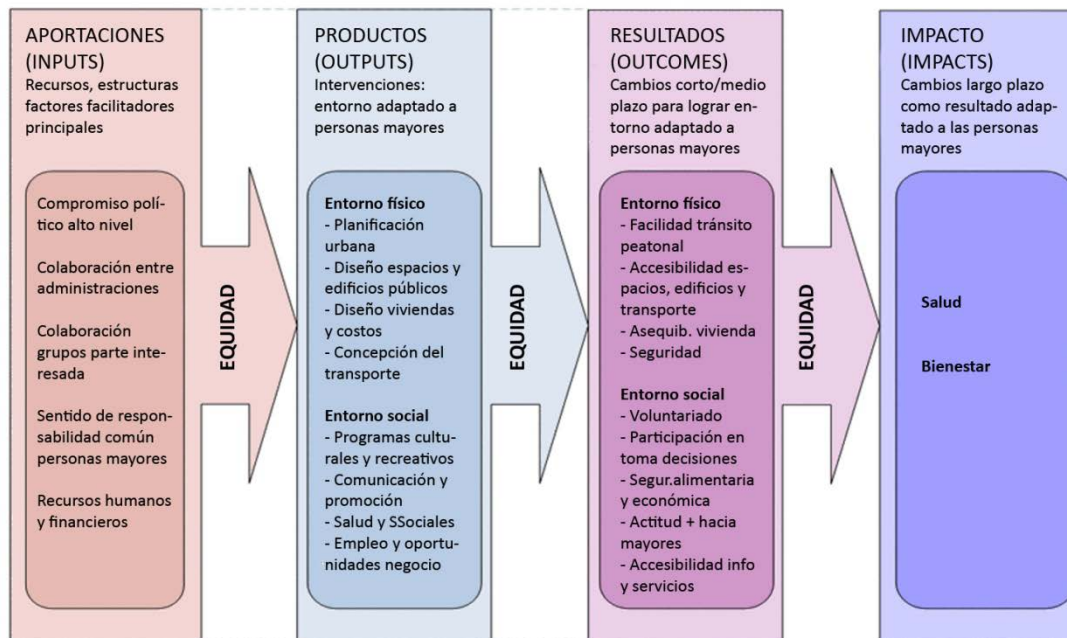 APORTACIONES
(INPUTS)
Recursos, estructuras
factores facilitadores
principales
Compromiso polí-
tico alto nivel
Colaboración entre
administraciones
Colaboración
grupos parte inte-
resada
Sentido de respon-
sabilidad común
personas mayores
Recursos humanos
y financieros
EQUIDAD
PRODUCTOS
(OUTPUTS)
Intervenciones:
entorno adaptado a
personas mayores
Entorno físico
- Planificación
urbana
- Diseño espacios y
edificios públicos
- Diseño viviendas
y costos
- Concepción del
transporte
Entorno social
- Programas cultu-
rales y recreativos
- Comunicación y
promoción
- Salud y SSociales
- Empleo y oportu-
nidades negocio
EQUIDAD
RESULTADOS
(OUTCOMES)
Cambios corto/medio
plazo para lograr en-
torno adaptado a
personas mayores
Entorno físico
- Facilidad tránsito
peatonal
- Accesibilidad es-
pacios, edificios y
transporte
- Asequib. vivienda
- Seguridad
Entorno social
- Voluntariado
- Participación en
toma decisiones
- Segur.alimentaria
y económica
- Actitud + hacia
mayores
- Accesibilidad info
y servicios
EQUIDAD
IMPACTO
(IMPACTS)
Cambios largo plazo
como resultado adap-
tado a las personas
mayores
Salud
Bienestar